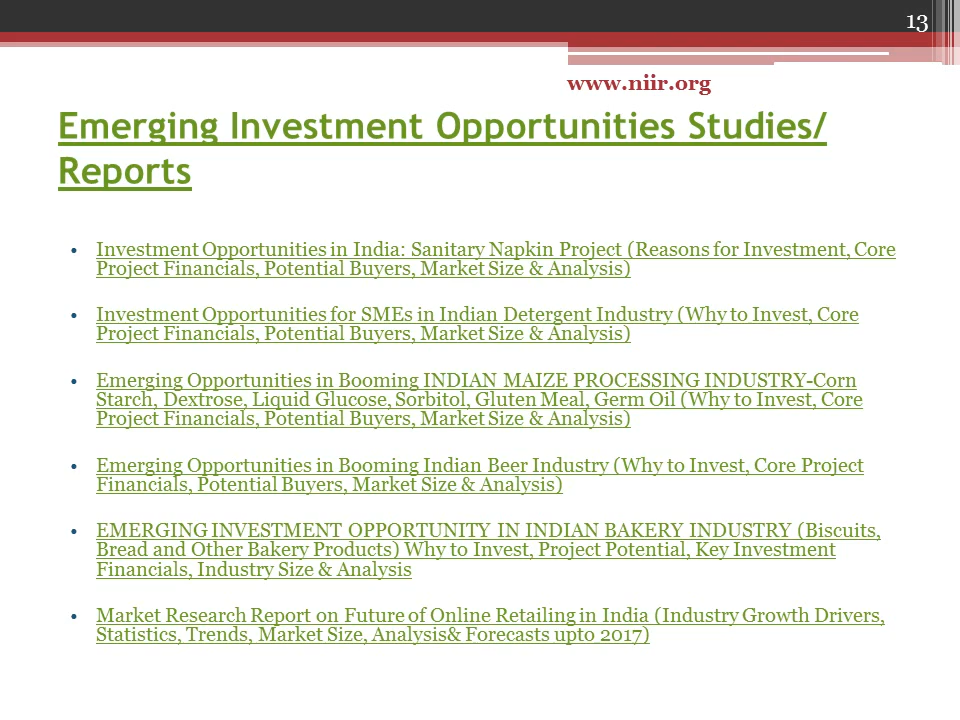 13
www.niir.org
Emerging Investment Opportunities Studies/
Reports
• Investment Opportunities in India: Sanitary Napkin Project (Reasons for Investment, Core
Project Financials, Potential Buyers, Market Size & Analysis)
• Investment Opportunities for SMEs in Indian Detergent Industry (Why to Invest, Core
Project Financials, Potential Buyers, Market Size & Analysis)
• Emerging Opportunities in Booming INDIAN MAIZE PROCESSING INDUSTRY-Corn
Starch, Dextrose, Liquid Glucose, Sorbitol, Gluten Meal, Germ Oil (Why to Invest, Core
Project Financials, Potential Buyers, Market Size & Analysis)
• Emerging Opportunities in Booming Indian Beer Industry (Why to Invest, Core Project
Financials, Potential Buyers, Market Size & Analysis)
• EMERGING INVESTMENT OPPORTUNITY IN INDIAN BAKERY INDUSTRY (Biscuits,
Bread and Other Bakery Products) Why to Invest, Project Potential, Key Investment
Financials, Industry Size & Analysis
• Market Research Report on Future of Online Retailing in India (Industry Growth Drivers,
Statistics, Trends, Market Size, Analysis& Forecasts upto 2017)